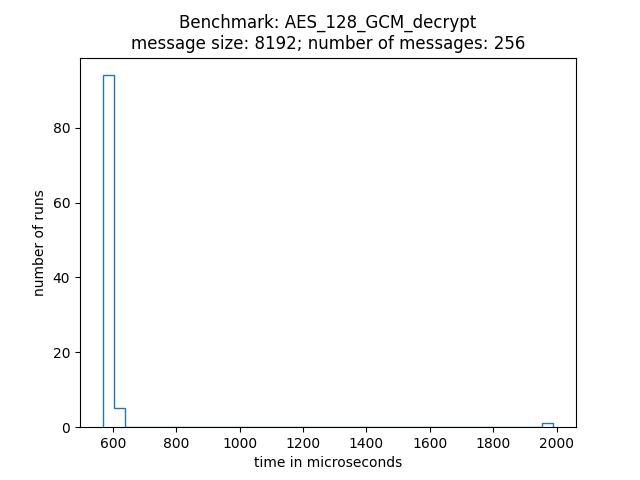 Benchmark: AES_128_GCM_decrypt
message size: 8192; number of messages: 256
number of runs
80
60
40
20
0
600 800 1000 1200 1400 1600 1800 2000
time in microseconds